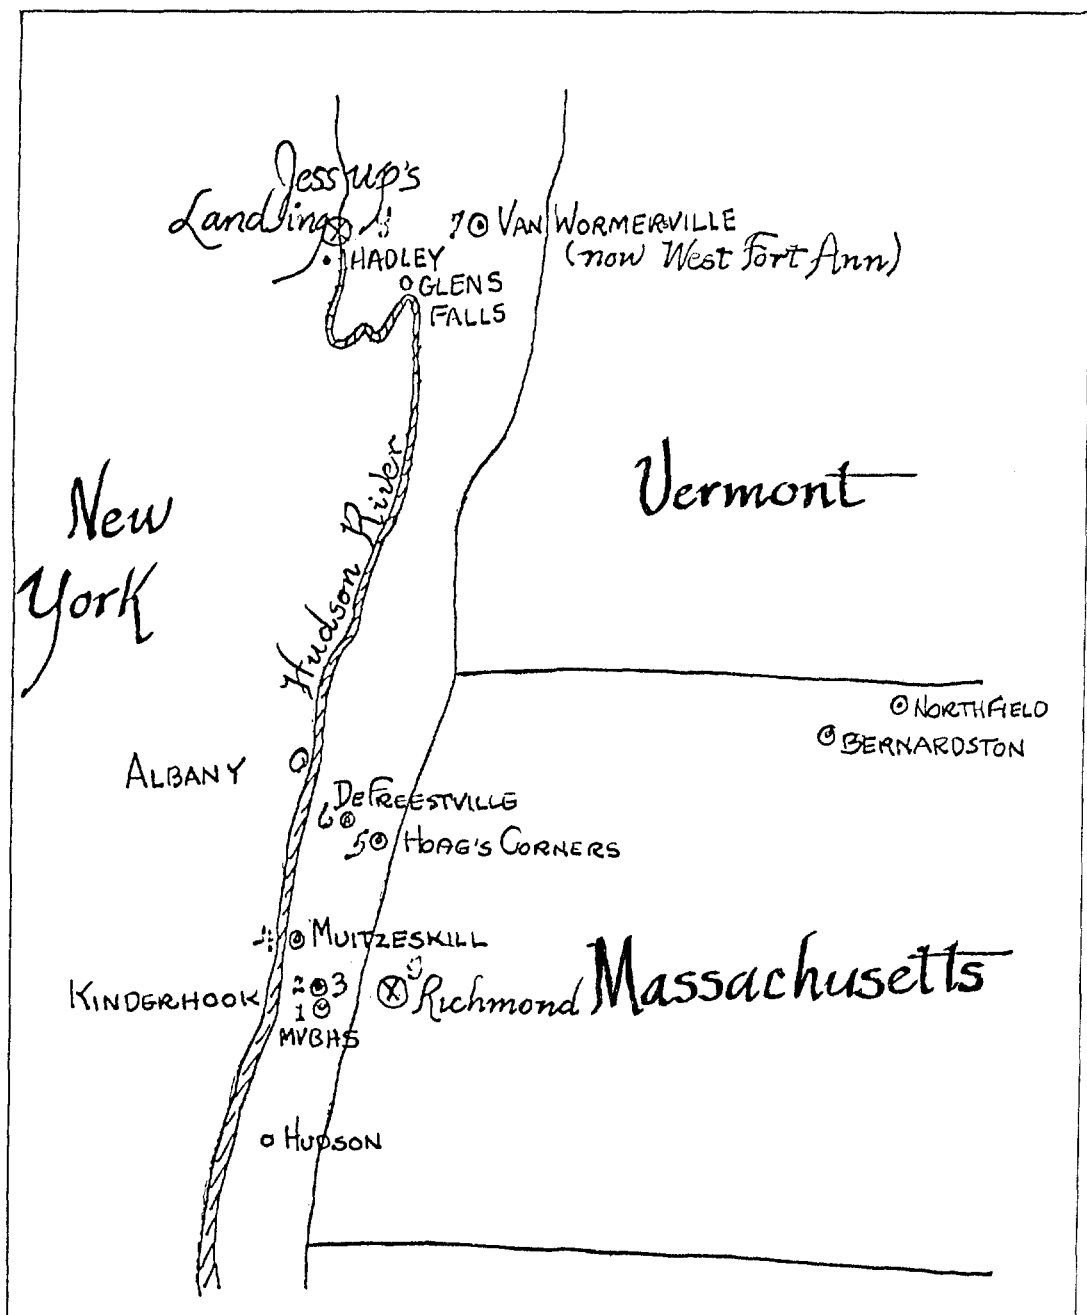 Jessup's
Landing
7 VAN WORMERVILLE
(now West Fort Ann)
HADLEY
GLENS
FALLS
Hudson River
Vermont
New
York
NORTHFIELD
BERNARDSTON
ALBANY
DEFREESTVILLE
6
5 HOAG'S CORNERS
4 MUITZESKILL
Massachusetts
KINDERHOOK
2 3
1
MVBHS
Richmond
HUDSON